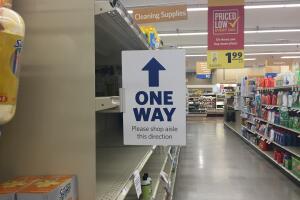 Cleaning Supplies
PRICED
LOW
1.99
ONE
WAY
Please shop aisle
this direction